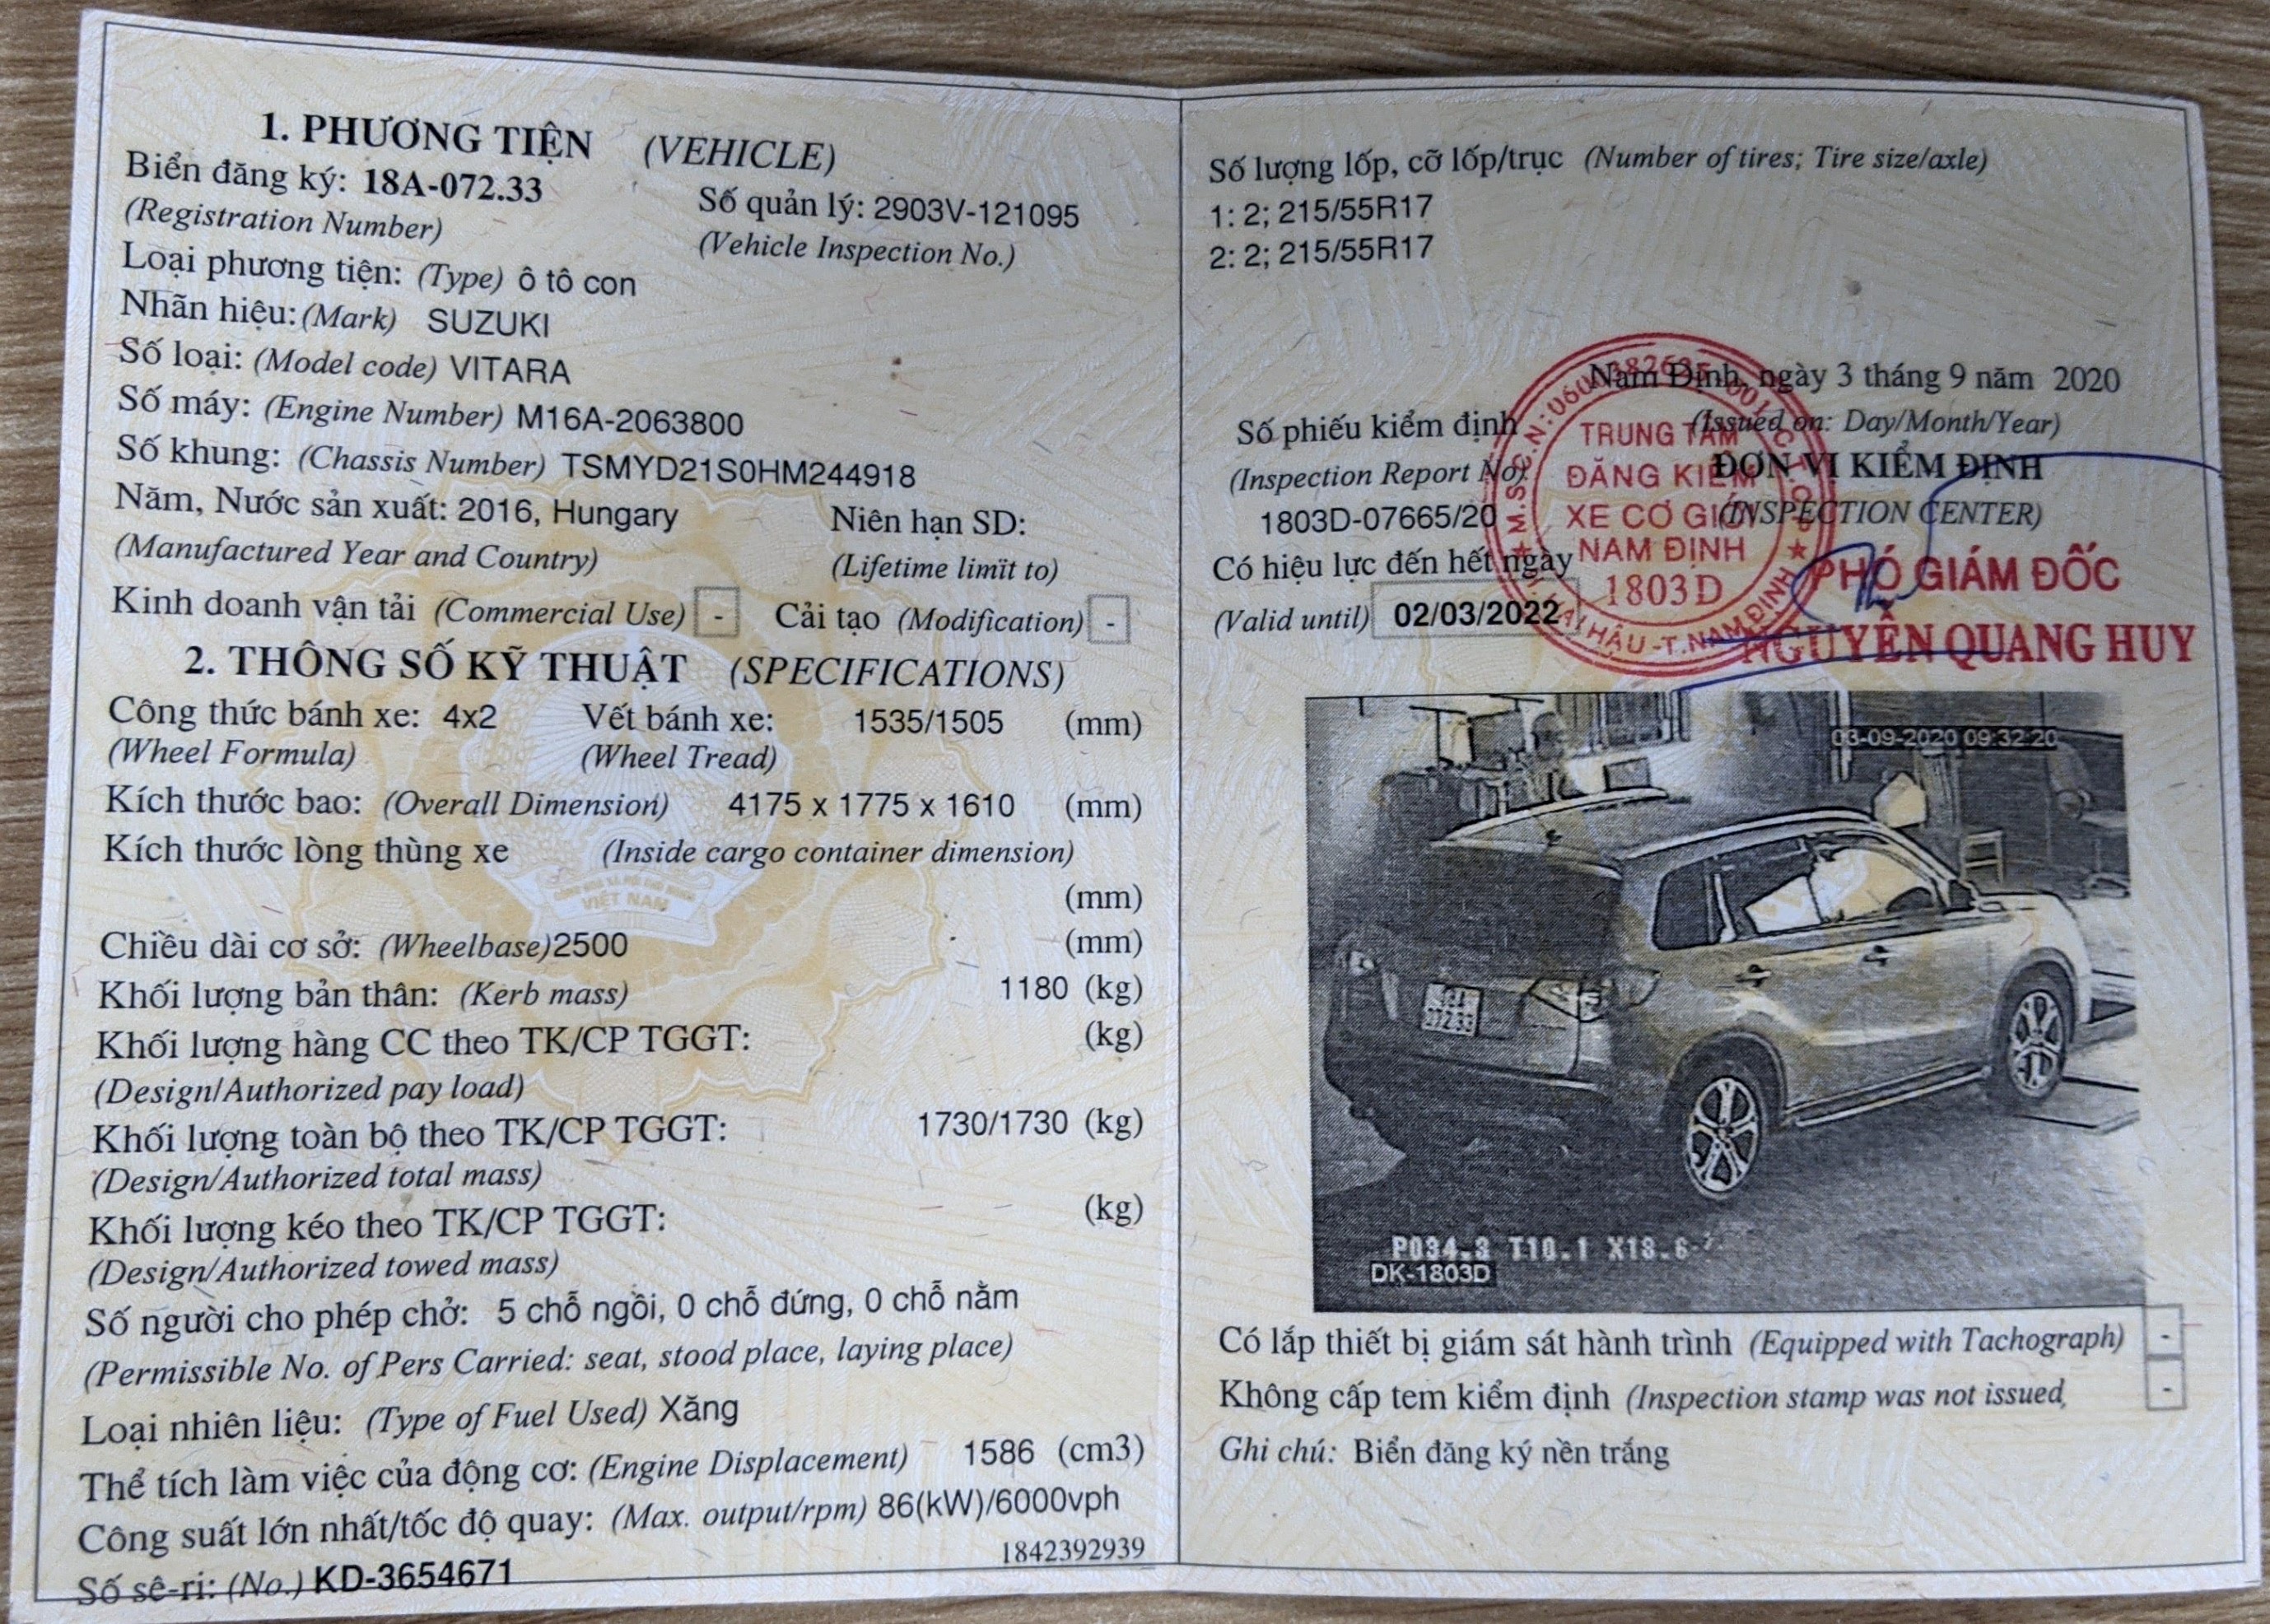 1. PHƯƠNG TIỆN (VEHICLE)
Biển đăng ký: 18A-072.33 Số quản lý: 2903V-121095
(Registration Number) (Vehicle Inspection No.)
Loại phương tiện: (Type) ô tô con
Nhãn hiệu: (Mark) SUZUKI
Số loại: (Model code) VITARA
Số máy: (Engine Number) M16A-2063800
Số khung: (Chassis Number) TSMYD21S0HM244918
Năm, Nước sản xuất: 2016, Hungary Niên hạn SD:
(Manufactured Year and Country) (Lifetime limit to)
Kinh doanh vận tải (Commercial Use) - Cải tạo (Modification) -
2. THÔNG SỐ KỸ THUẬT (SPECIFICATIONS)
Công thức bánh xe: 4x2 Vết bánh xe: 1535/1505 (mm)
(Wheel Formula) (Wheel Tread)
Kích thước bao: (Overall Dimension) 4175 x 1775 x 1610 (mm)
Kích thước lòng thùng xe (Inside cargo container dimension)
(mm)
VIỆT NAM
Chiều dài cơ sở: (Wheelbase) 2500 (mm)
Khối lượng bản thân: (Kerb mass) 1180 (kg)
Khối lượng hàng CC theo TK/CP TGGT: (kg)
(Design/Authorized pay load)
Khối lượng toàn bộ theo TK/CP TGGT: 1730/1730 (kg)
(Design/Authorized total mass)
Khối lượng kéo theo TK/CP TGGT: (kg)
(Design/Authorized towed mass)
Số người cho phép chở: 5 chỗ ngồi, 0 chỗ đứng, 0 chỗ nằm
(Permissible No. of Pers Carried: seat, stood place, laying place)
Loại nhiên liệu: (Type of Fuel Used) Xăng
Thể tích làm việc của động cơ: (Engine Displacement) 1586 (cm3)
Công suất lớn nhất/tốc độ quay: (Max. output/rpm) 86(kW)/6000vph
1842392939
Số sê-ri: (No.) KD-3654671
Số lượng lốp, cỡ lốp/trục (Number of tires; Tire size/axle)
1: 2; 215/55R17
2: 2; 215/55R17
Nam Định, ngày 3 tháng 9 năm 2020
Số phiếu kiểm định (Issued on: Day/Month/Year)
(Inspection Report No) ĐƠN VỊ KIỂM ĐỊNH
1803D-07665/20 (INSPECTION CENTER)
Có hiệu lực đến hết ngày
(Valid until) 02/03/2022
TRUNG TÂM
ĐĂNG KIỂM
XE CƠ GIỚI
NAM ĐỊNH
1803D
PHÓ GIÁM ĐỐC
NGUYỄN QUANG HUY
03-09-2020 09:32:20
18A
072.33
P034.3 T10.1 X18.6
DK-1803D
Có lắp thiết bị giám sát hành trình (Equipped with Tachograph) -
Không cấp tem kiểm định (Inspection stamp was not issued, -
Ghi chú: Biển đăng ký nền trắng